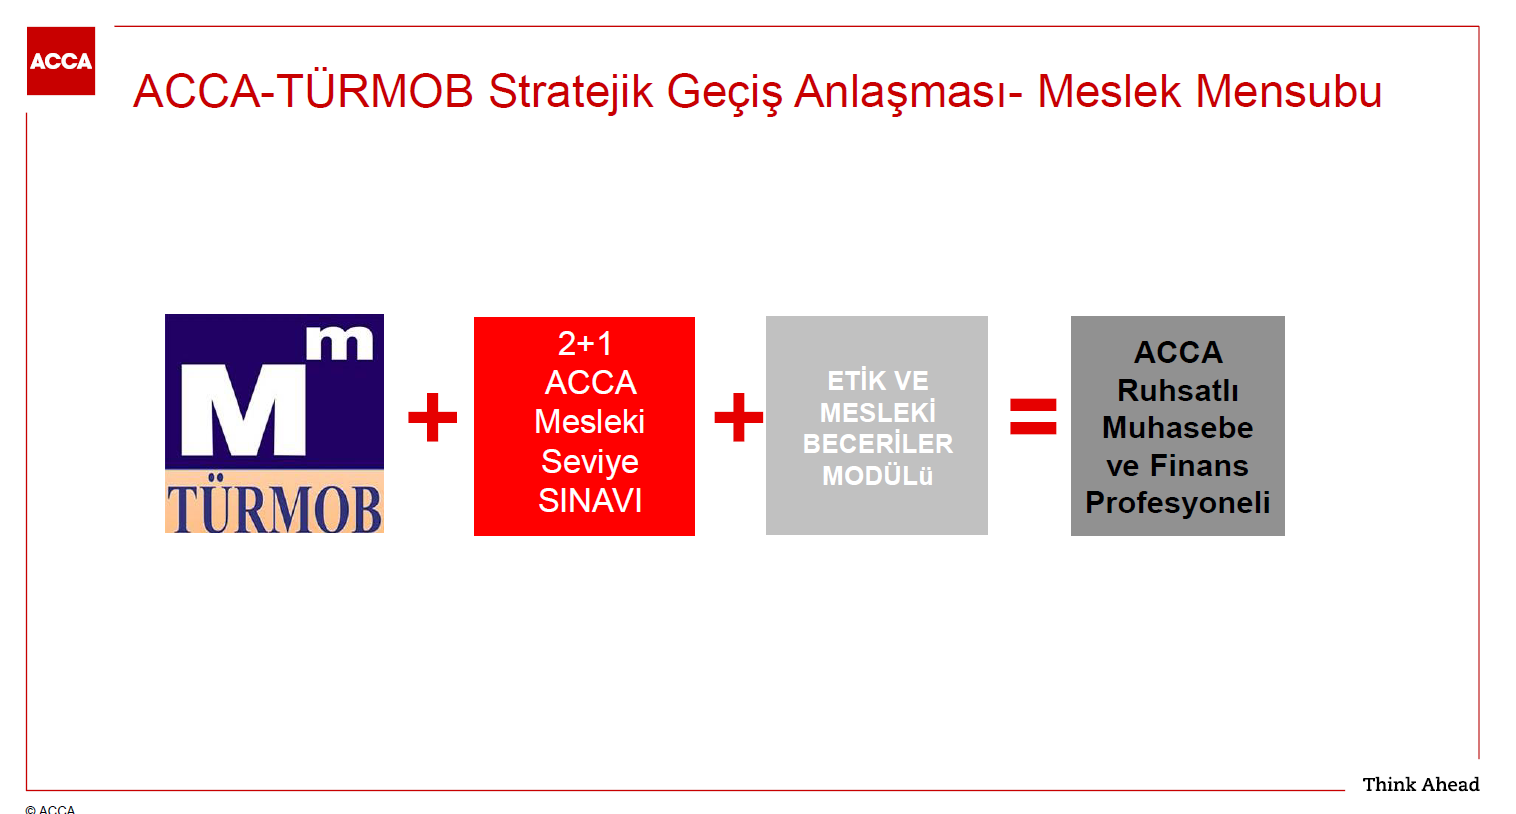 ACCA
ACCA-TÜRMOB Stratejik Geçiş Anlaşması- Meslek Mensubu
Mm
TÜRMOB
+
2+1
ACCA
Mesleki
Seviye
SINAVI
+
ETİK VE
MESLEKİ
BECERİLER
MODÜLü
=
ACCA
Ruhsatlı
Muhasebe
ve Finans
Profesyoneli
Think Ahead
© ACCA